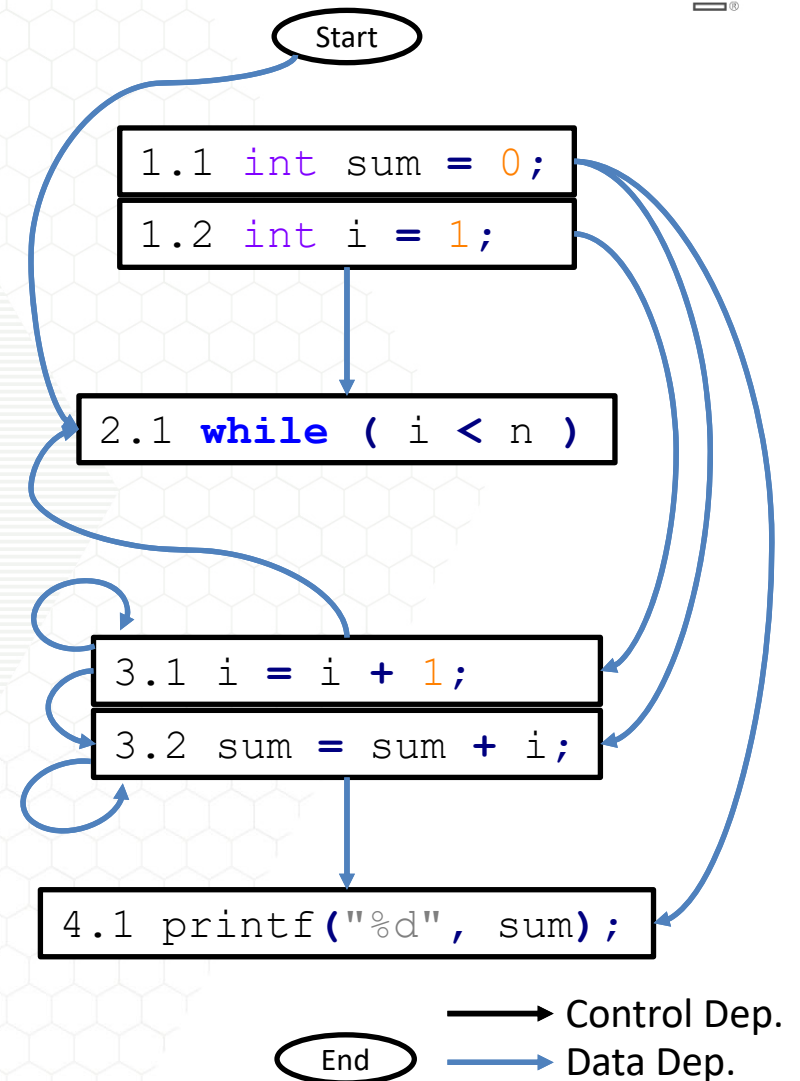 ®
Start
1.1 int sum = 0;
1.2 int i = 1;
2.1 while ( i < n )
3.1 i = i + 1;
3.2 sum = sum + i;
4.1 printf("%d", sum);
Control Dep.
End
Data Dep.